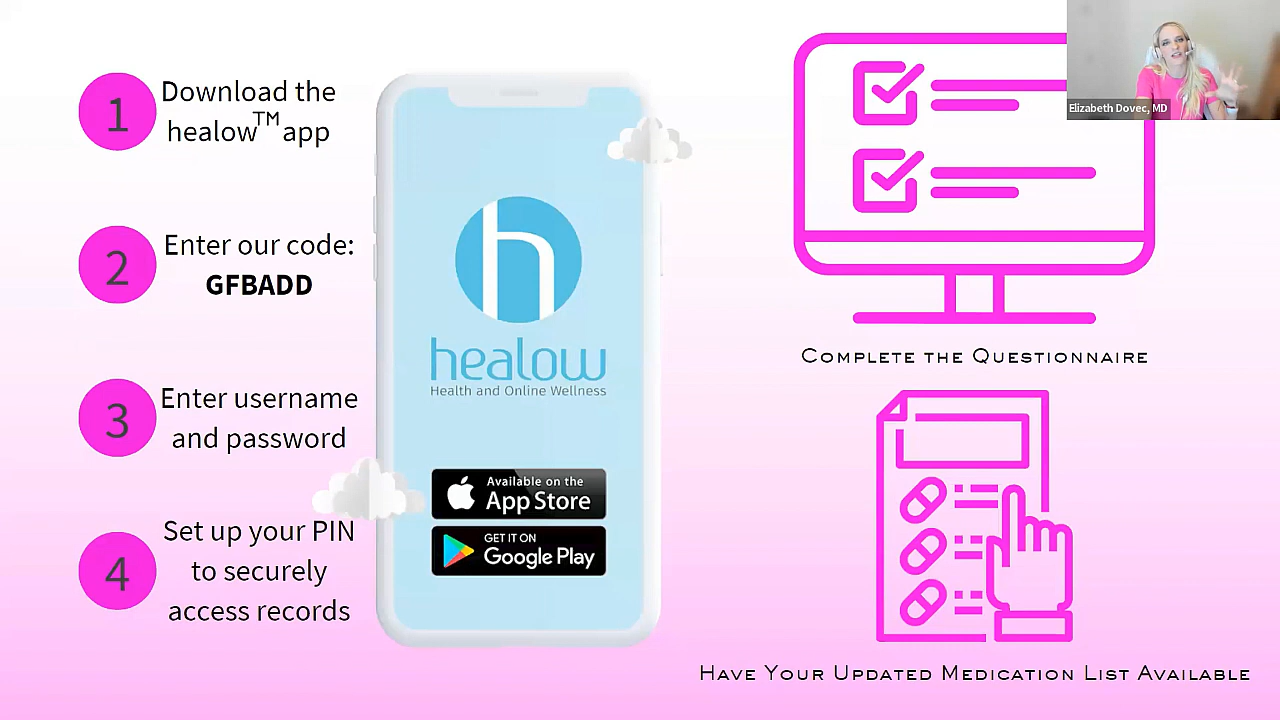 1
Download the
healow™ app
2
Enter our code:
GFBADD
3
Enter username
and password
4
Set up your PIN
to securely
access records
h
healow
Health and Online Wellness
Available on the
App Store
GET IT ON
Google Play
Elizabeth Dovec, MD
Complete the Questionnaire
Have Your Updated Medication List Available